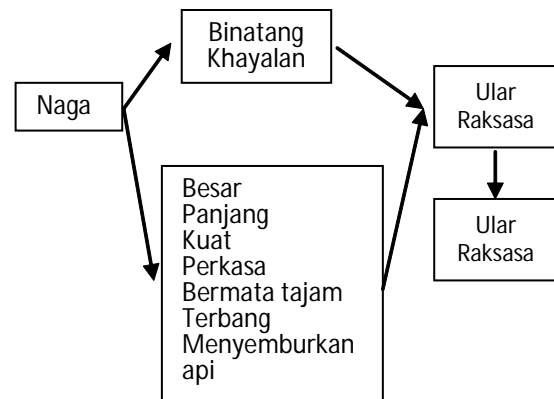 Binatang
Khayalan
Naga
Ular
Raksasa
Besar
Panjang
Kuat
Perkasa
Bermata tajam
Terbang
Menyemburkan
api
Ular
Raksasa